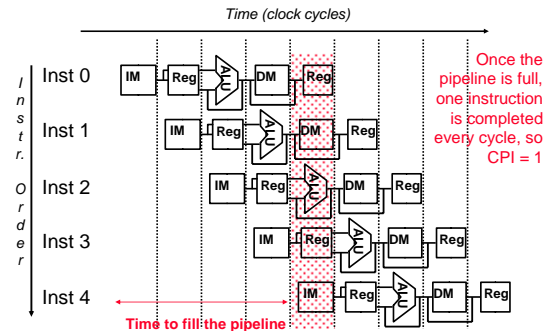 Time (clock cycles)
Instr. Order
Inst 0
IM Reg ALU DM Reg
Inst 1
IM Reg ALU DM Reg
Inst 2
IM Reg ALU DM Reg
Inst 3
IM Reg ALU DM Reg
Inst 4
IM Reg ALU DM Reg
Once the
pipeline is full,
one instruction
is completed
every cycle, so
CPI = 1
Time to fill the pipeline